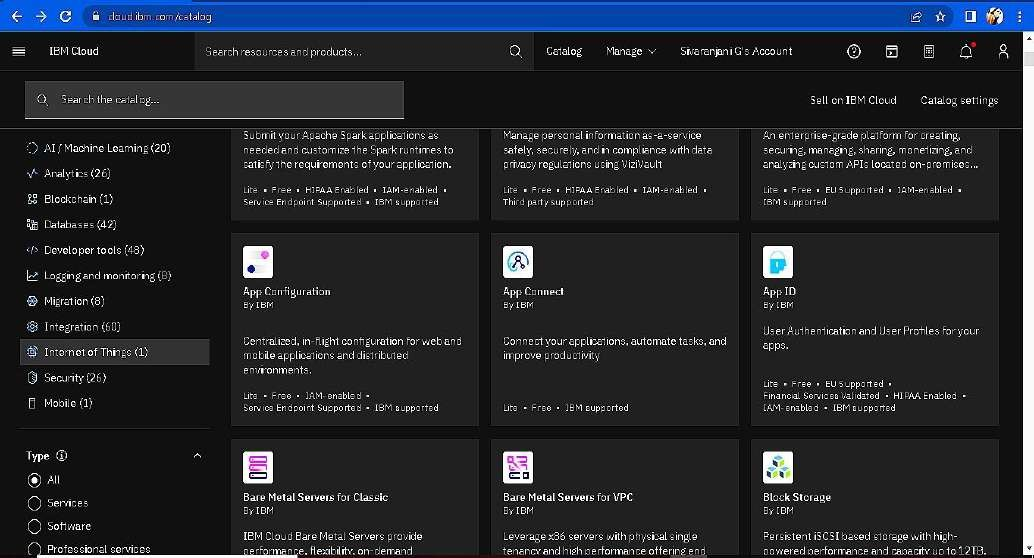 cloud.ibm.com/catalog
IBM Cloud
Search resources and products...
Catalog
Manage
Sivaranjani G's Account
Search the catalog...
Sell on IBM Cloud
Catalog settings
AI / Machine Learning (20)
Analytics (26)
Blockchain (1)
Databases (42)
Developer tools (48)
Logging and monitoring (8)
Migration (8)
Integration (60)
Internet of Things (1)
Security (26)
Mobile (1)
Type
All
Services
Software
Professional services
Submit your Apache Spark applications as
needed and customize the Spark runtimes to
satisfy the requirements of your application.
Lite • Free • HIPAA Enabled • IAM-enabled •
Service Endpoint Supported • IBM supported
Manage personal information as-a-service
safely, securely, and in compliance with data
privacy regulations using ViziVault
Lite • Free • HIPAA Enabled • IAM-enabled •
Third party supported
An enterprise-grade platform for creating,
securing, managing, sharing, monetizing, and
analyzing custom APIs located on-premises...
Lite • Free • EU Supported • IAM-enabled •
IBM supported
App Configuration
By IBM
Centralized, in-flight configuration for web and
mobile applications and distributed
environments.
Lite • Free • IAM-enabled •
Service Endpoint Supported • IBM supported
App Connect
By IBM
Connect your applications, automate tasks, and
improve productivity
Lite • Free • IBM supported
App ID
By IBM
User Authentication and User Profiles for your
apps.
Lite • Free • EU Supported •
Financial Services Validated • HIPAA Enabled •
IAM-enabled • IBM supported
Bare Metal Servers for Classic
By IBM
IBM Cloud Bare Metal Servers provide
performance, flexibility, on-demand
Bare Metal Servers for VPC
By IBM
Leverage x86 servers with physical single
tenancy and high performance offering end
Block Storage
By IBM
Persistent iSCSI based storage with high-
powered performance and capacity up to 12TB.